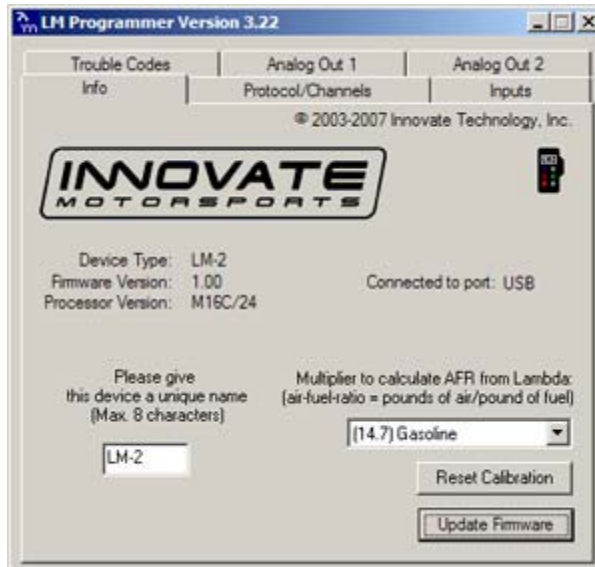 LM Programmer Version 3.22
Trouble Codes Analog Out 1 Analog Out 2
Info Protocol/Channels Inputs
© 2003-2007 Innovate Technology, Inc.
INNOVATE
MOTORSPORTS
Device Type: LM-2
Firmware Version: 1.00
Connected to port: USB
Processor Version: M16C/24
Please give
this device a unique name
(Max. 8 characters)
LM-2
Multiplier to calculate AFR from Lambda:
(air-fuel-ratio = pounds of air/pound of fuel)
(14.7) Gasoline
Reset Calibration
Update Firmware